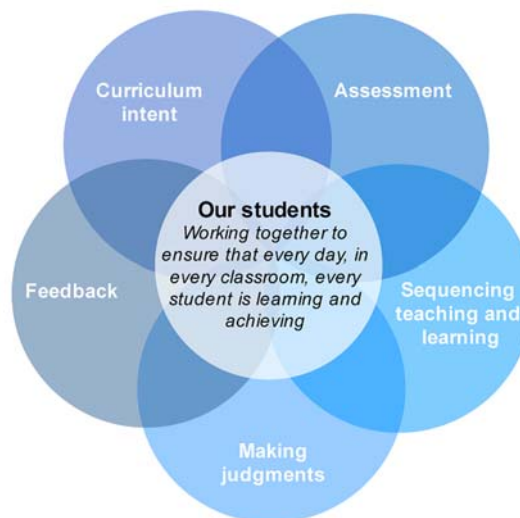 Curriculum
intent
Assessment
Our students
Working together to
ensure that every day, in
every classroom, every
student is learning and
achieving
Feedback
Sequencing
teaching and
learning
Making
judgments